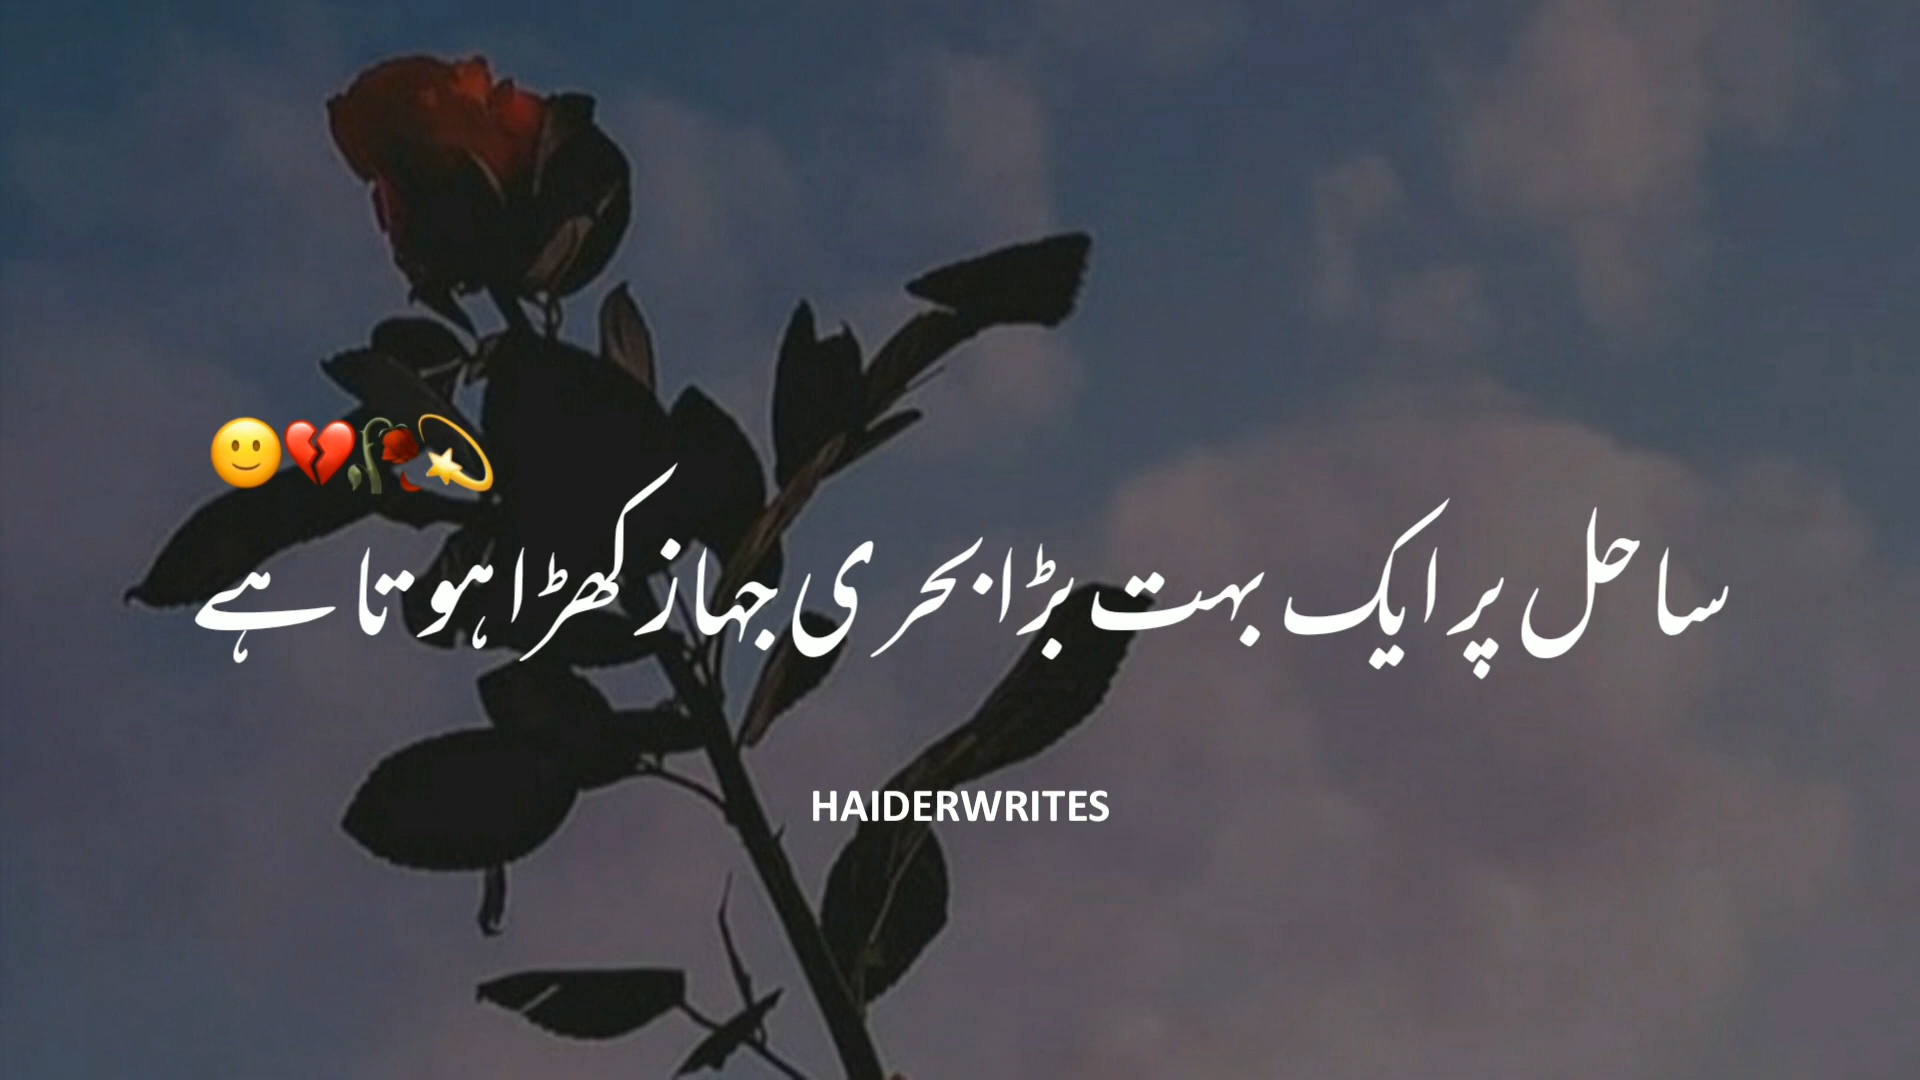 🙂💔🥀💫
ساحل پر ایک بہت بڑا بحری جہاز کھڑا ہوتا ہے
HAIDERWRITES